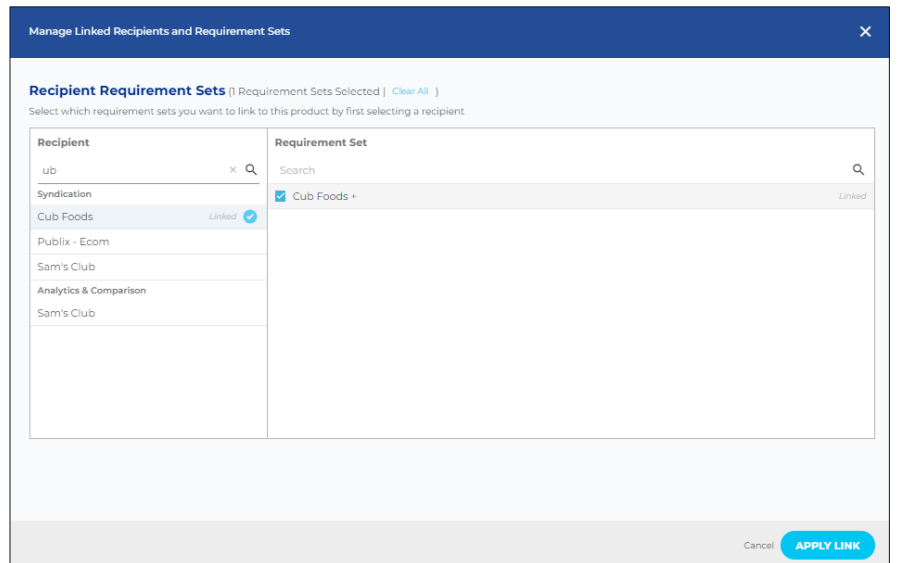 Manage Linked Recipients and Requirement Sets
Recipient Requirement Sets (1 Requirement Sets Selected | Clear All )
Select which requirement sets you want to link to this product by first selecting a recipient
Recipient
ub
Syndication
Cub Foods Linked
Publix - Ecom
Sam's Club
Analytics & Comparison
Sam's Club
Requirement Set
Search
Cub Foods + Linked
Cancel APPLY LINK